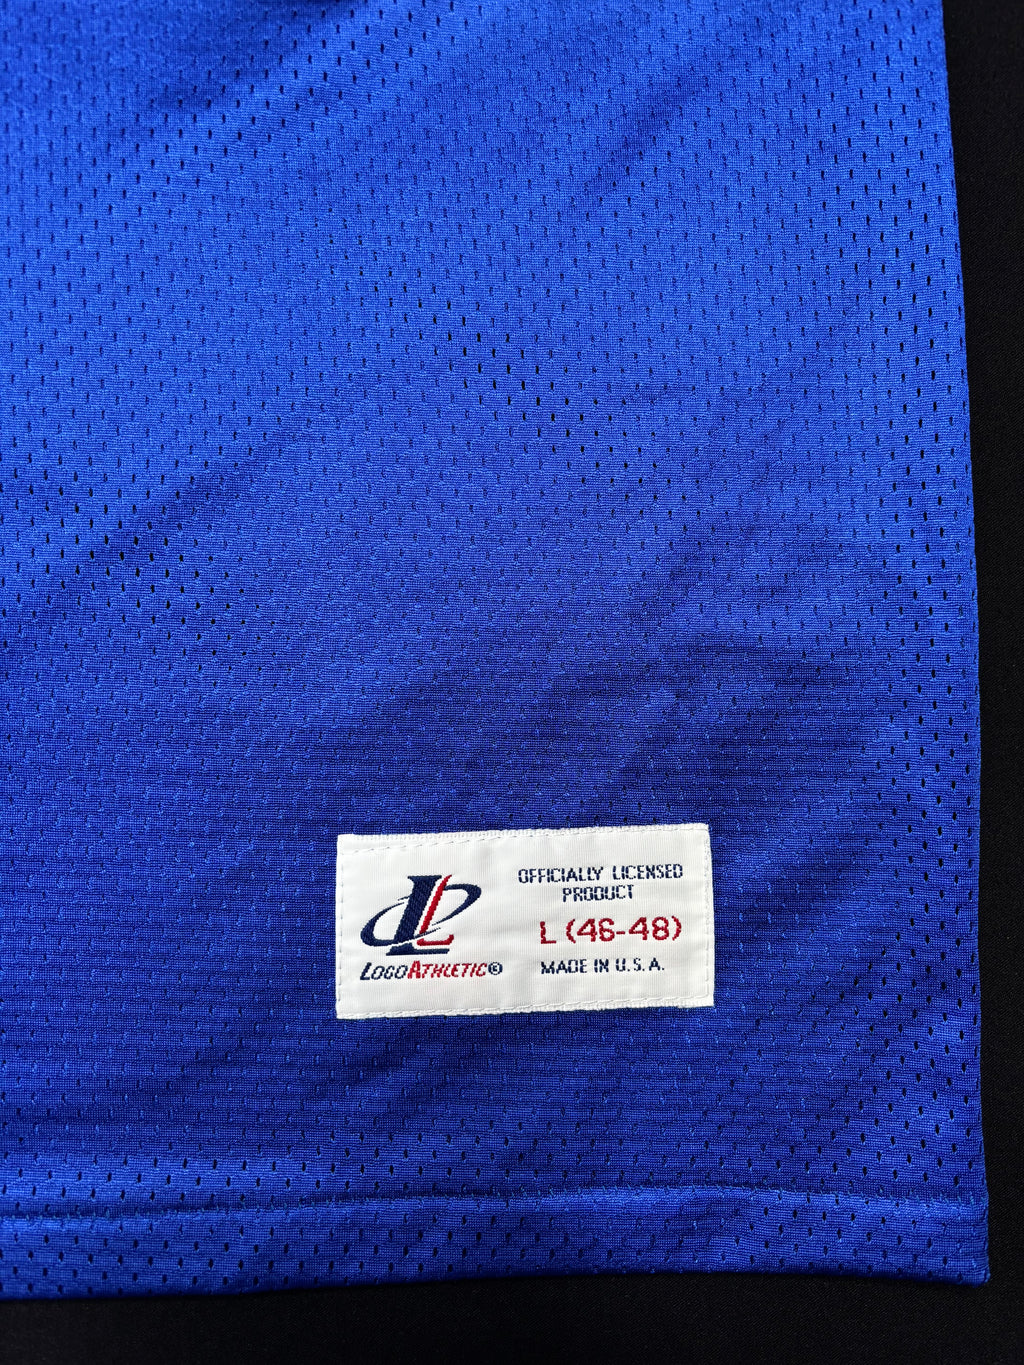 LOGOATHLETIC®
OFFICIALLY LICENSED
PRODUCT
L (46-48)
MADE IN U.S.A.